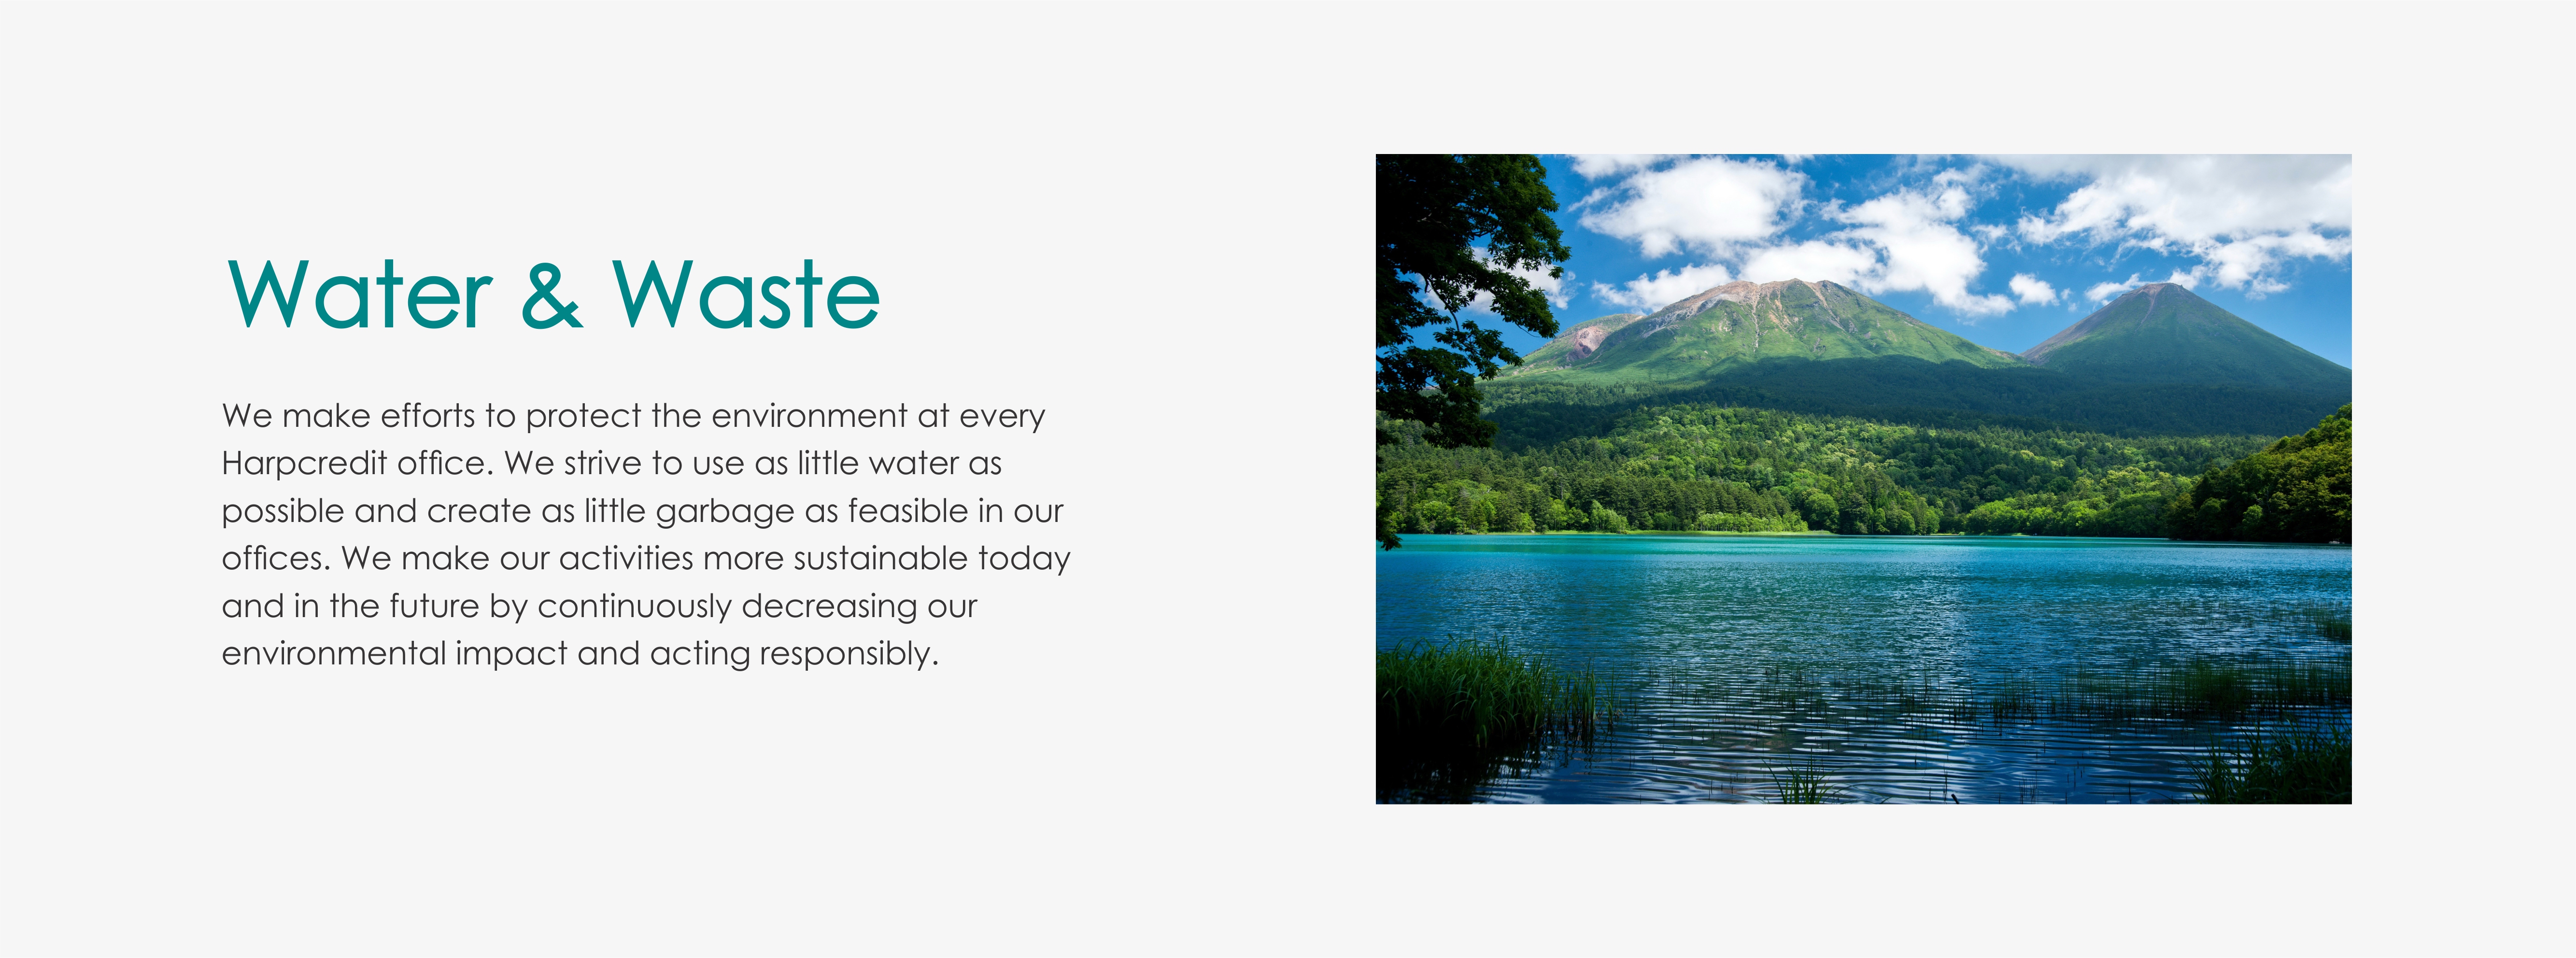 Water & Waste
We make efforts to protect the environment at every
Harpcredit office. We strive to use as little water as
possible and create as little garbage as feasible in our
offices. We make our activities more sustainable today
and in the future by continuously decreasing our
environmental impact and acting responsibly.